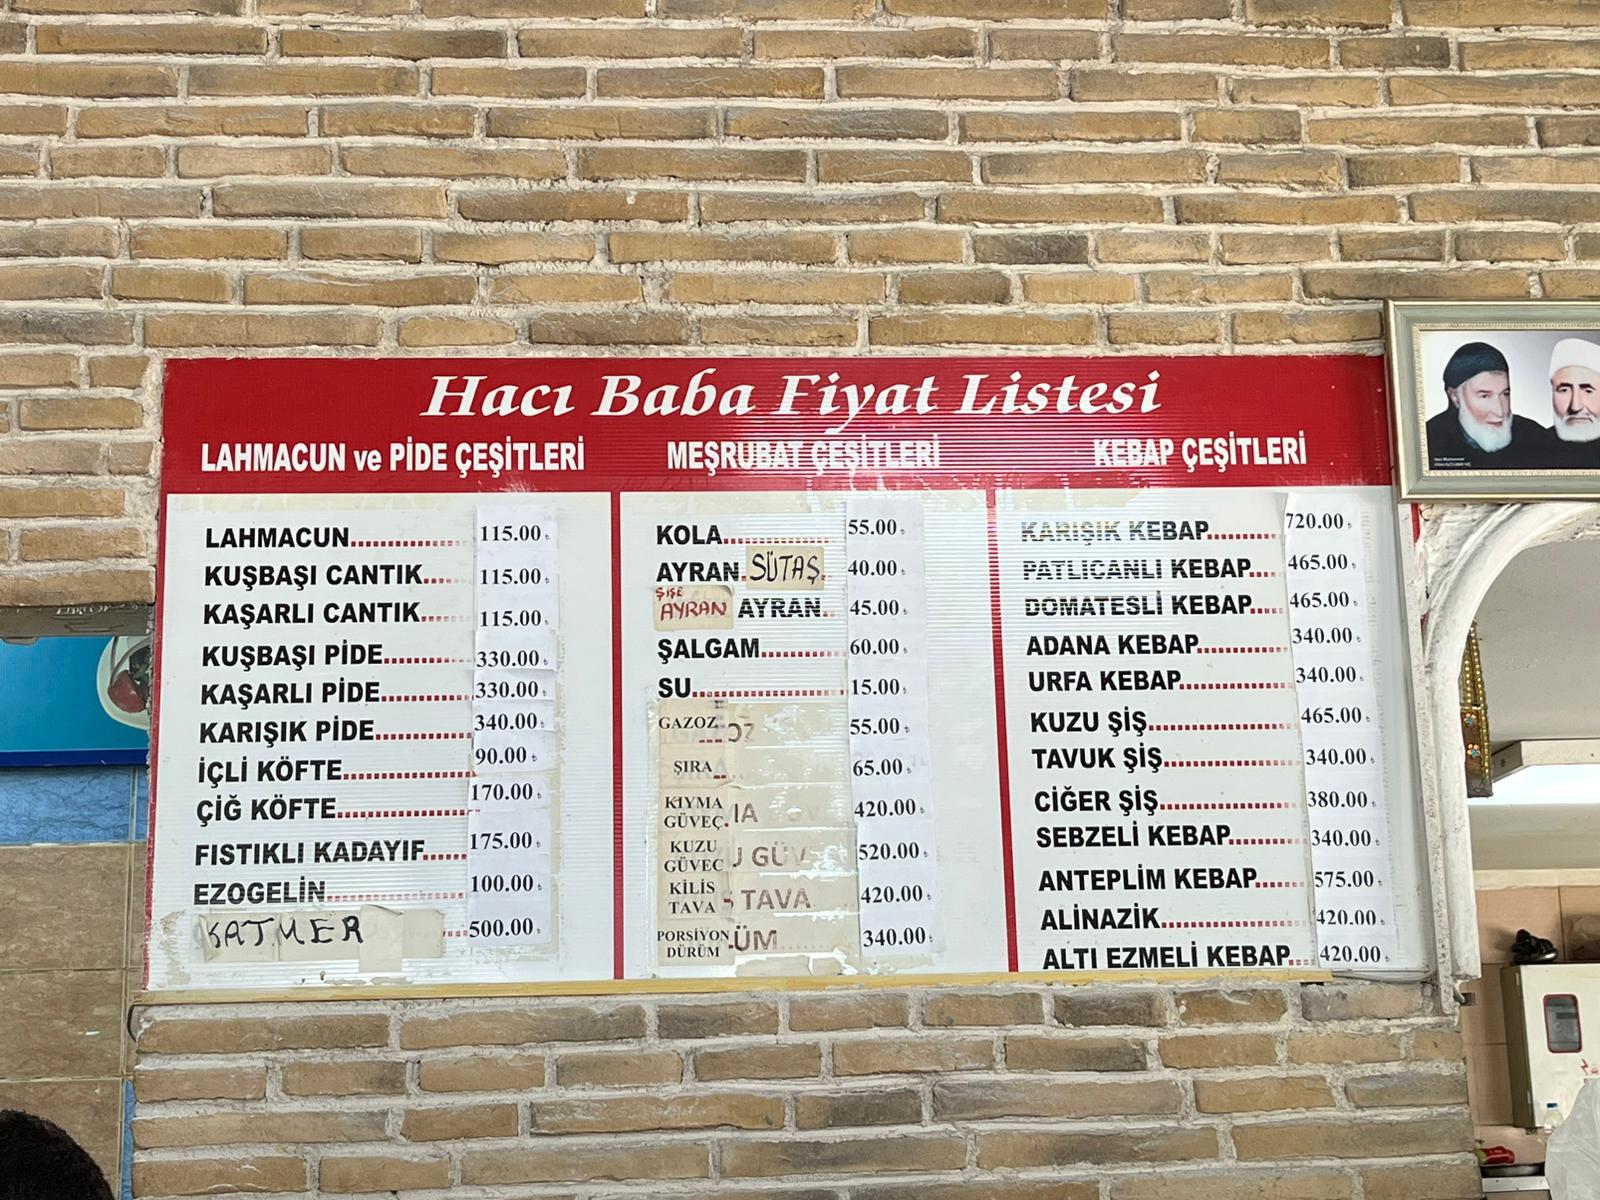 Hacı Baba Fiyat Listesi
LAHMACUN ve PİDE ÇEŞİTLERİ
LAHMACUN 115.00 ₺
KUŞBAŞI CANTIK 115.00 ₺
KAŞARLI CANTIK 115.00 ₺
KUŞBAŞI PİDE 330.00 ₺
KAŞARLI PİDE 330.00 ₺
KARIŞIK PİDE 340.00 ₺
İÇLİ KÖFTE 90.00 ₺
ÇİĞ KÖFTE 170.00 ₺
FISTIKLI KADAYIF 175.00 ₺
EZOGELİN 100.00 ₺
KATMER 500.00 ₺
MEŞRUBAT ÇEŞİTLERİ
KOLA 55.00 ₺
AYRAN SÜTAŞ 40.00 ₺
ŞİŞE
AYRAN AYRAN 45.00 ₺
ŞALGAM 60.00 ₺
SU 15.00 ₺
GAZOZ 55.00 ₺
ŞIRA 65.00 ₺
KIYMA
GÜVEÇ 420.00 ₺
KUZU
GÜVEÇ 520.00 ₺
KİLİS
TAVA TAVA 420.00 ₺
PORSİYON
DÜRÜM 340.00 ₺
KEBAP ÇEŞİTLERİ
KARIŞIK KEBAP 720.00 ₺
PATLICANLI KEBAP 465.00 ₺
DOMATESLİ KEBAP 465.00 ₺
ADANA KEBAP 340.00 ₺
URFA KEBAP 340.00 ₺
KUZU ŞİŞ 465.00 ₺
TAVUK ŞİŞ 340.00 ₺
CİĞER ŞİŞ 380.00 ₺
SEBZELİ KEBAP 340.00 ₺
ANTEPLİM KEBAP 575.00 ₺
ALİNAZİK 420.00 ₺
ALTI EZMELİ KEBAP 420.00 ₺